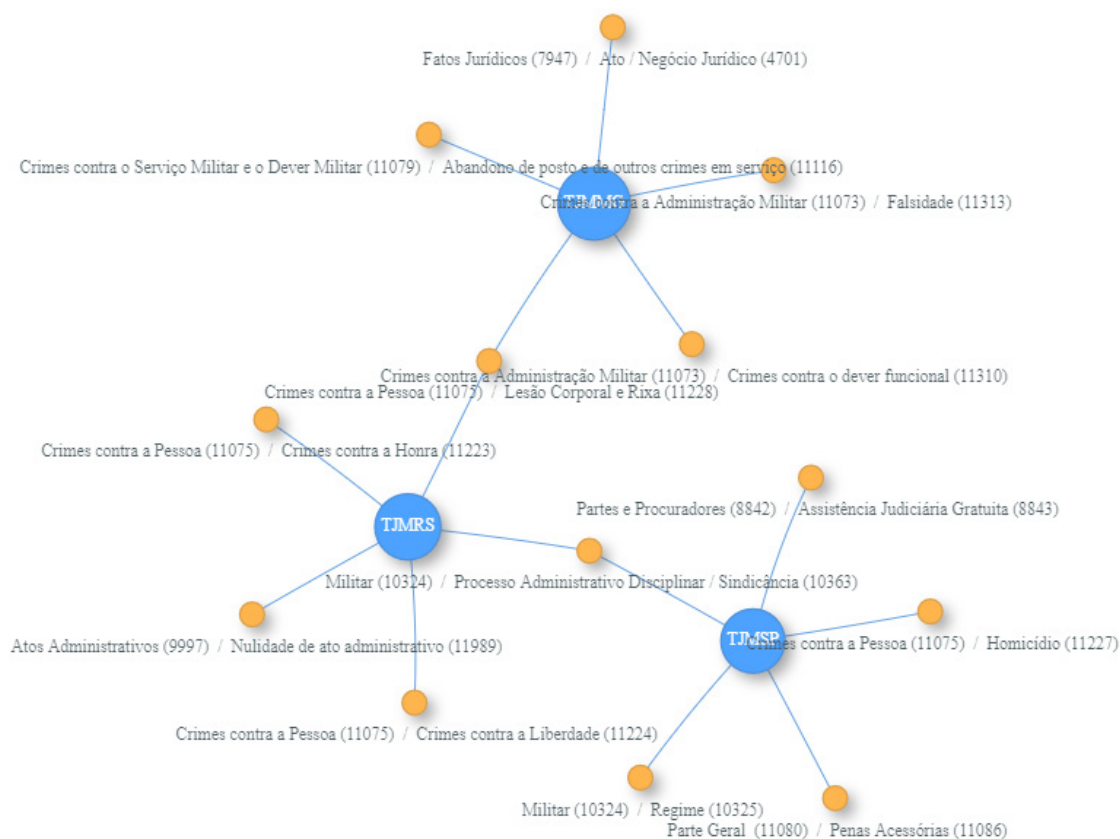 Fatos Jurídicos (7947) / Ato / Negócio Jurídico (4701)
Crimes contra o Serviço Militar e o Dever Militar (11079) / Abandono de posto e de outros crimes em serviço (11116)
TJMMG
Crimes contra a Administração Militar (11073) / Falsidade (11313)
Crimes contra a Administração Militar (11073) / Crimes contra o dever funcional (11310)
Crimes contra a Pessoa (11075) / Lesão Corporal e Rixa (11228)
Crimes contra a Pessoa (11075) / Crimes contra a Honra (11223)
Partes e Procuradores (8842) / Assistência Judiciária Gratuita (8843)
TJMRS
Militar (10324) / Processo Administrativo Disciplinar / Sindicância (10363)
TJMSP
Crimes contra a Pessoa (11075) / Homicídio (11227)
Atos Administrativos (9997) / Nulidade de ato administrativo (11989)
Crimes contra a Pessoa (11075) / Crimes contra a Liberdade (11224)
Militar (10324) / Regime (10325)
Parte Geral (11080) / Penas Acessórias (11086)